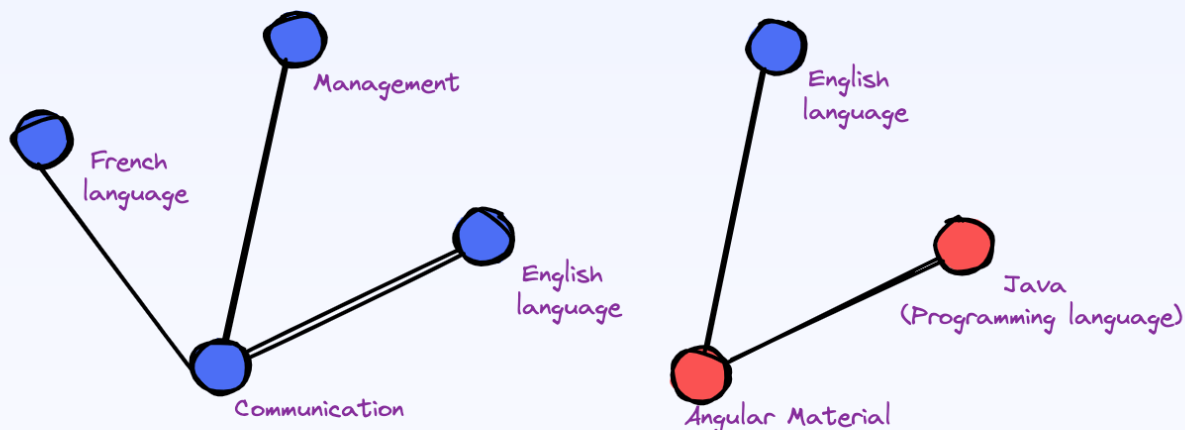 Management
French
language
English
language
Communication
English
language
Java
(Programming language)
Angular Material